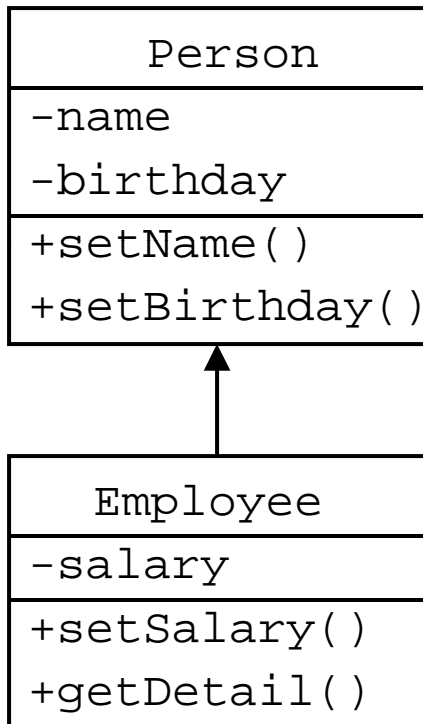 Person
-name
-birthday
+setName()
+setBirthday()
Employee
-salary
+setSalary()
+getDetail()